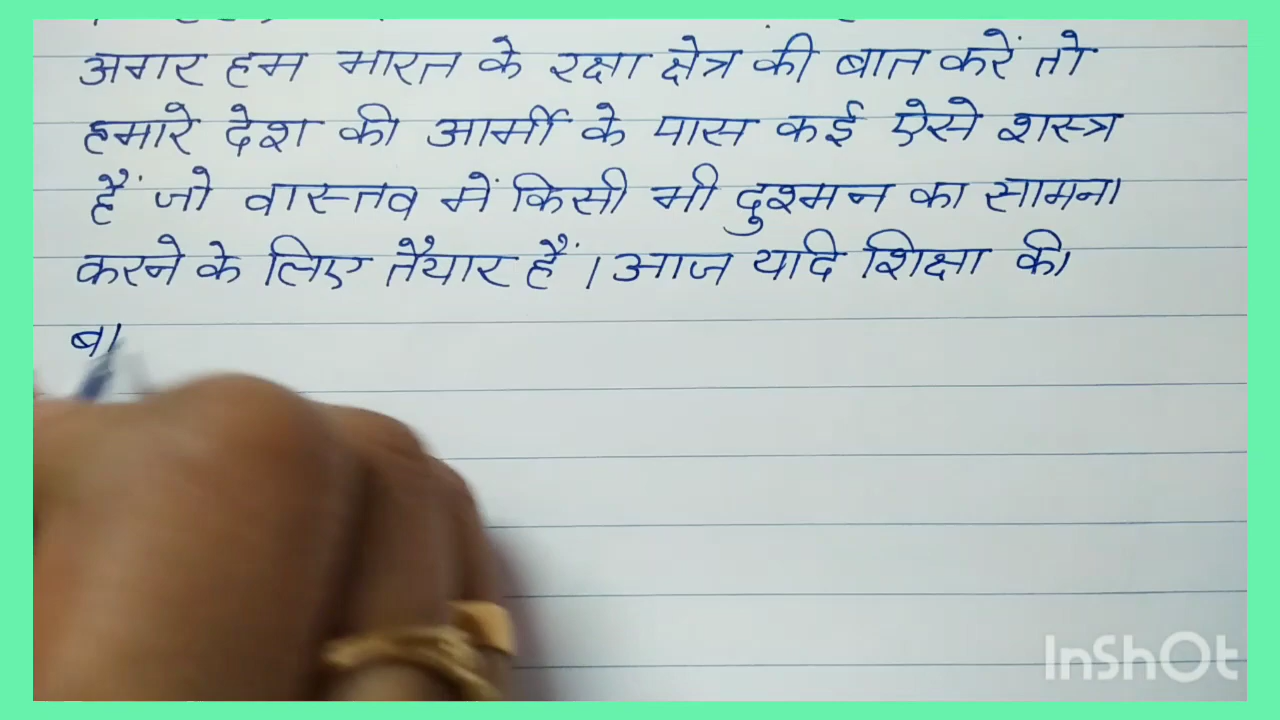 अगर हम भारत के रक्षा क्षेत्र की बात करें तो
हमारे देश की आर्मी के पास कई ऐसे शस्त्र
हैं जो वास्तव में किसी भी दुश्मन का सामना
करने के लिए तैयार हैं । आज यदि शिक्षा की
बा
InShOt